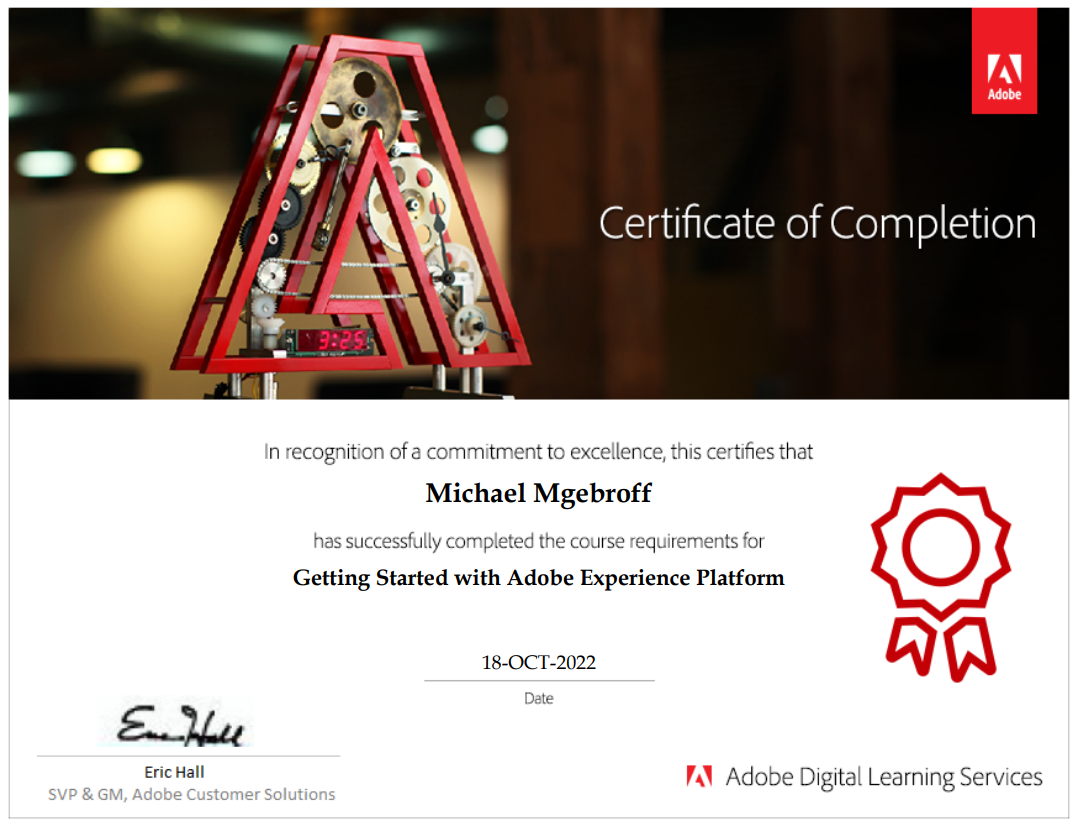 Adobe
Certificate of Completion
3:25
In recognition of a commitment to excellence, this certifies that
Michael Mgebroff
has successfully completed the course requirements for
Getting Started with Adobe Experience Platform
18-OCT-2022
Date
Eric Hall
Eric Hall
SVP & GM, Adobe Customer Solutions
Adobe Digital Learning Services